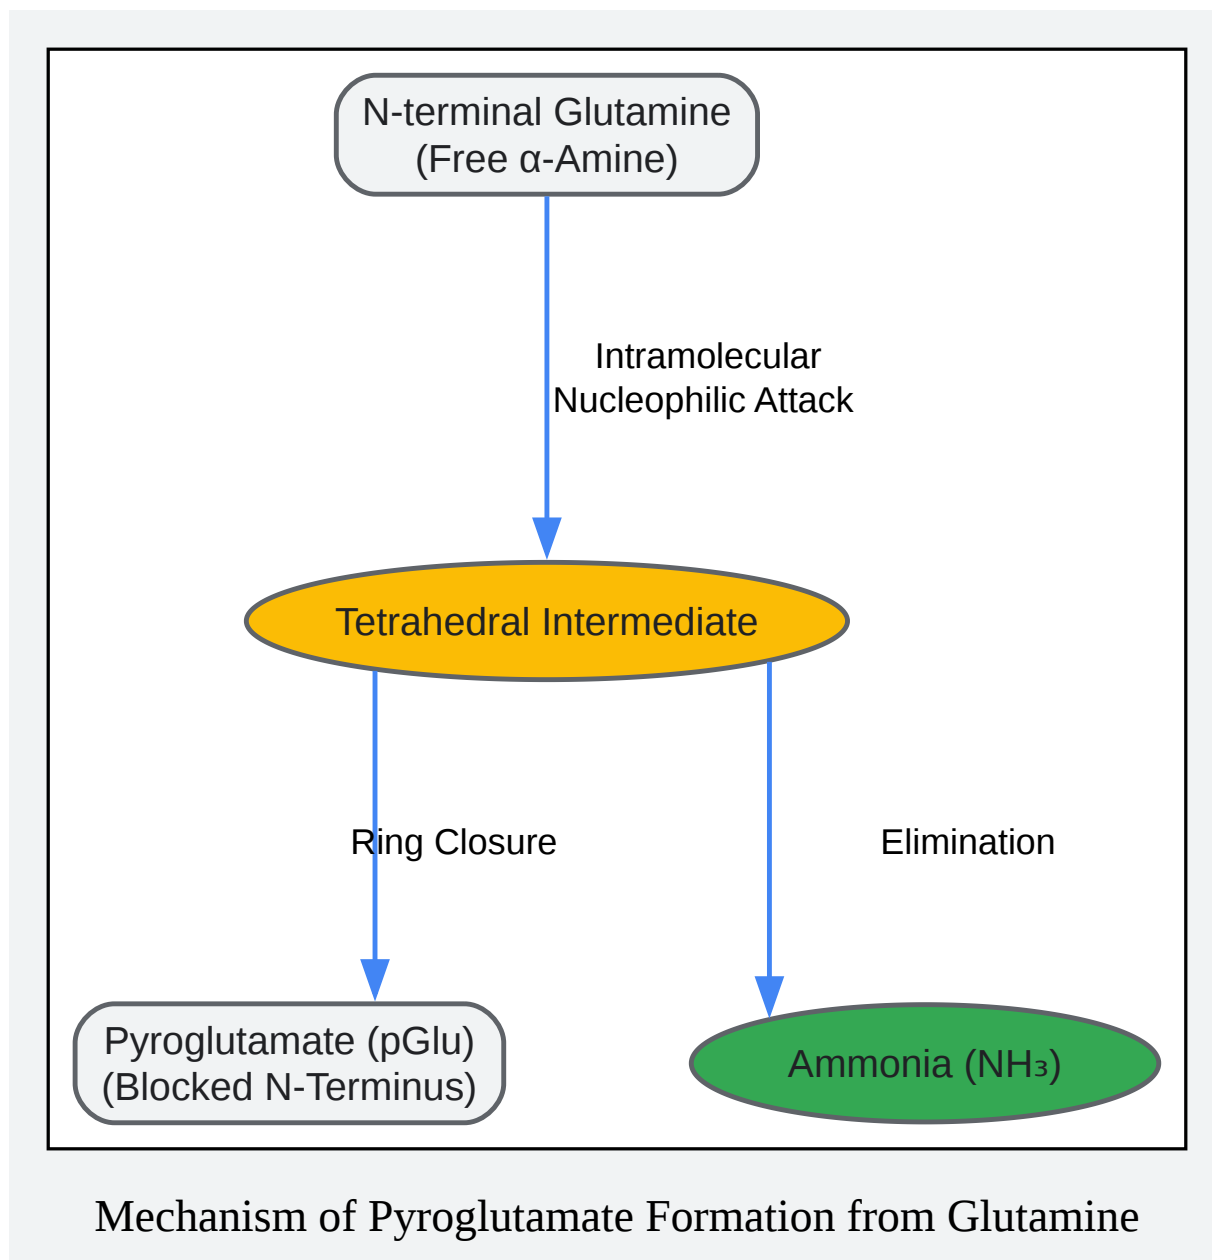 N-terminal Glutamine
(Free α-Amine)
Intramolecular
Nucleophilic Attack
Tetrahedral Intermediate
Ring Closure
Elimination
Pyroglutamate (pGlu)
(Blocked N-Terminus)
Ammonia (NH₃)
Mechanism of Pyroglutamate Formation from Glutamine